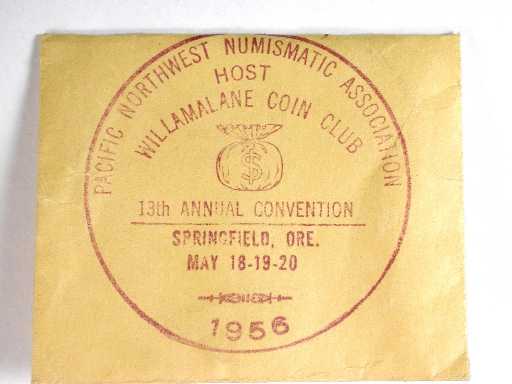 PACIFIC NORTHWEST NUMISMATIC ASSOCIATION
HOST
WILLAMALANE COIN CLUB
$
13th ANNUAL CONVENTION
SPRINGFIELD, ORE.
MAY 18-19-20
1956